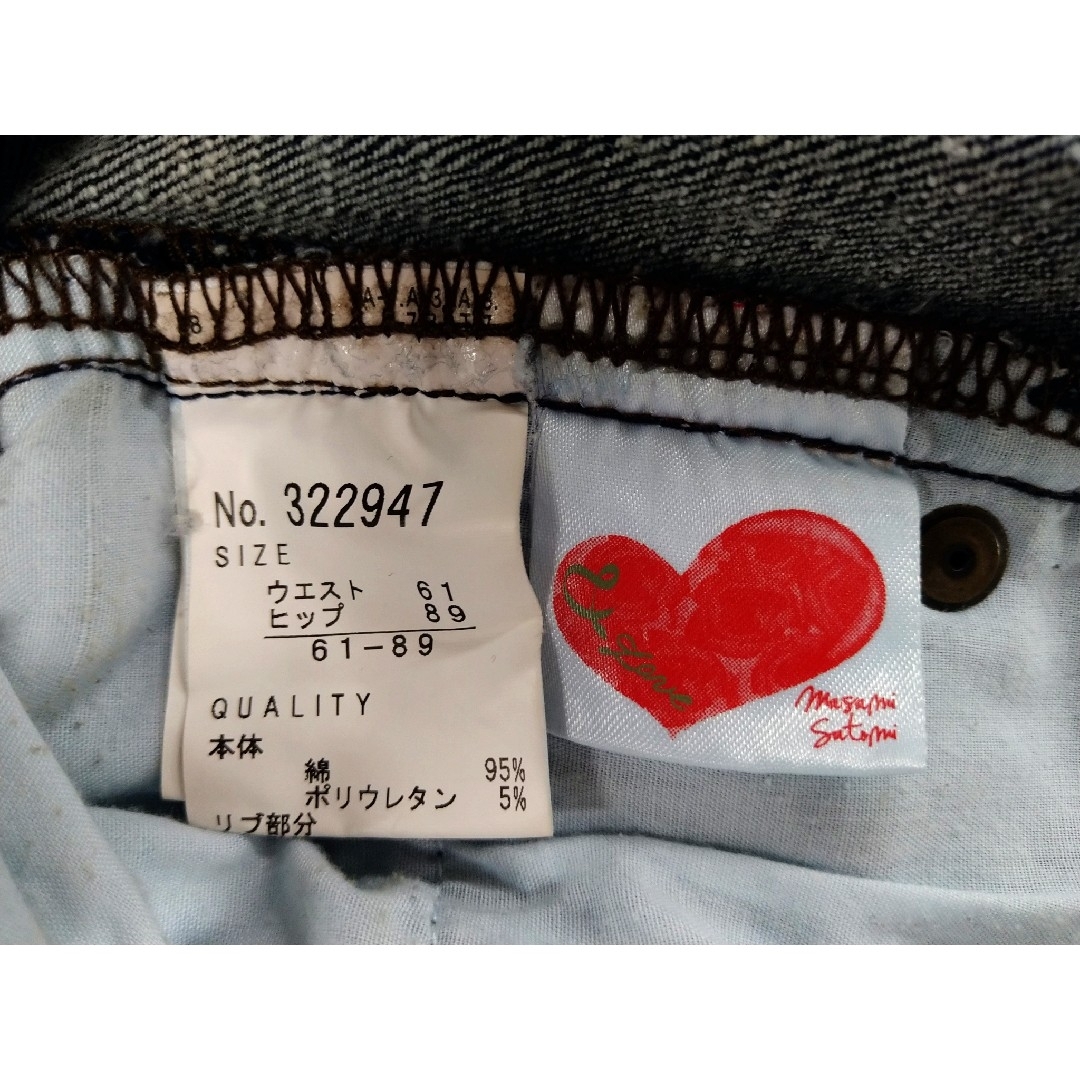 No. 322947
SIZE
ウエスト 61
ヒップ 89
61-89
QUALITY
本体
綿 95%
ポリウレタン 5%
リブ部分
Masami
Satomi